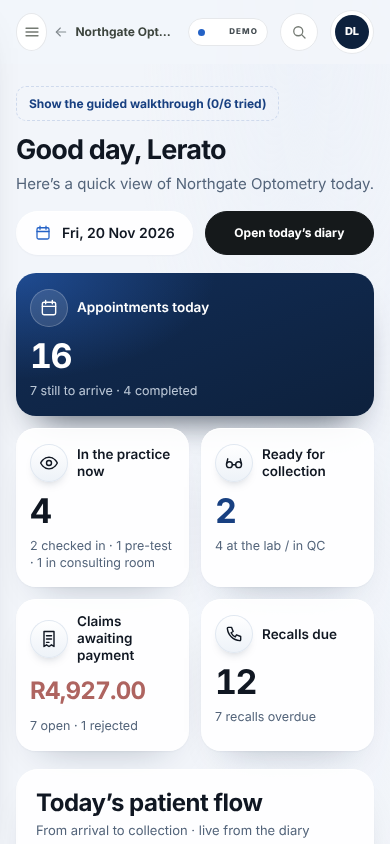 Northgate Opt...
DEMO
DL
Show the guided walkthrough (0/6 tried)
Good day, Lerato
Here's a quick view of Northgate Optometry today.
Fri, 20 Nov 2026
Open today's diary
Appointments today
16
7 still to arrive · 4 completed
In the practice
now
4
2 checked in · 1 pre-test
· 1 in consulting room
Ready for
collection
2
4 at the lab / in QC
Claims
awaiting
payment
R4,927.00
7 open · 1 rejected
Recalls due
12
7 recalls overdue
Today's patient flow
From arrival to collection · live from the diary